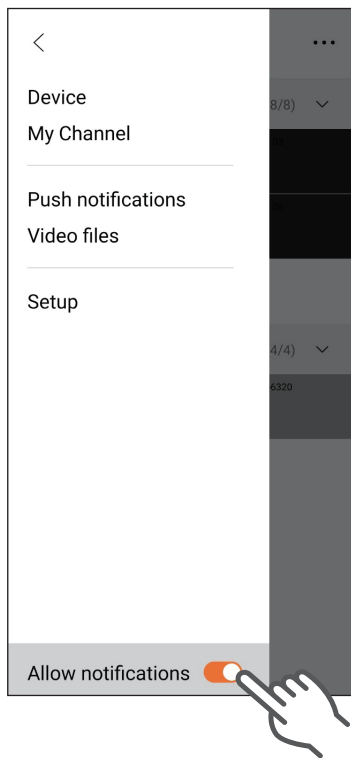 Device
8/8)
My Channel
Push notifications
Video files
Setup
4/4)
6320
Allow notifications